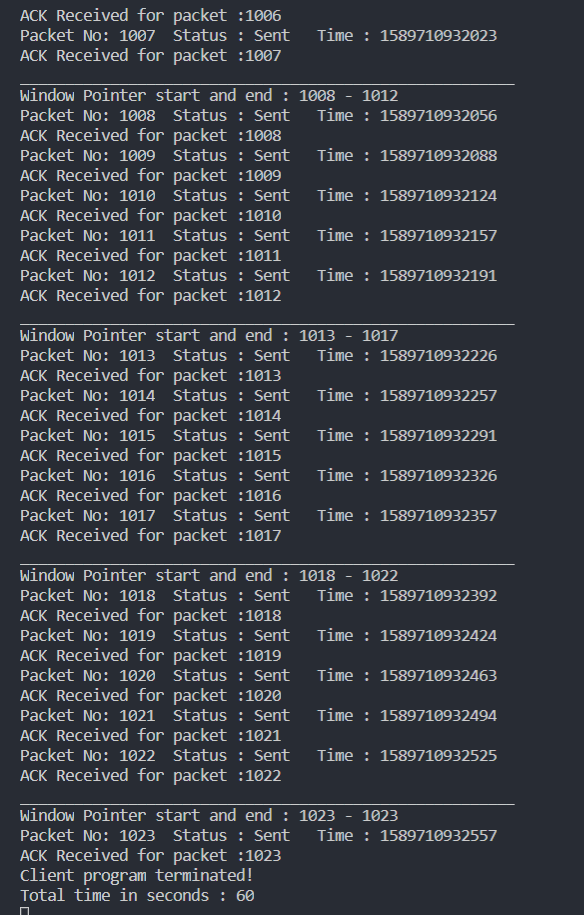 ACK Received for packet :1006
Packet No: 1007  Status : Sent   Time : 1589710932023
ACK Received for packet :1007
_______________________________________________________
Window Pointer start and end : 1008 - 1012
Packet No: 1008  Status : Sent   Time : 1589710932056
ACK Received for packet :1008
Packet No: 1009  Status : Sent   Time : 1589710932088
ACK Received for packet :1009
Packet No: 1010  Status : Sent   Time : 1589710932124
ACK Received for packet :1010
Packet No: 1011  Status : Sent   Time : 1589710932157
ACK Received for packet :1011
Packet No: 1012  Status : Sent   Time : 1589710932191
ACK Received for packet :1012
_______________________________________________________
Window Pointer start and end : 1013 - 1017
Packet No: 1013  Status : Sent   Time : 1589710932226
ACK Received for packet :1013
Packet No: 1014  Status : Sent   Time : 1589710932257
ACK Received for packet :1014
Packet No: 1015  Status : Sent   Time : 1589710932291
ACK Received for packet :1015
Packet No: 1016  Status : Sent   Time : 1589710932326
ACK Received for packet :1016
Packet No: 1017  Status : Sent   Time : 1589710932357
ACK Received for packet :1017
_______________________________________________________
Window Pointer start and end : 1018 - 1022
Packet No: 1018  Status : Sent   Time : 1589710932392
ACK Received for packet :1018
Packet No: 1019  Status : Sent   Time : 1589710932424
ACK Received for packet :1019
Packet No: 1020  Status : Sent   Time : 1589710932463
ACK Received for packet :1020
Packet No: 1021  Status : Sent   Time : 1589710932494
ACK Received for packet :1021
Packet No: 1022  Status : Sent   Time : 1589710932525
ACK Received for packet :1022
_______________________________________________________
Window Pointer start and end : 1023 - 1023
Packet No: 1023  Status : Sent   Time : 1589710932557
ACK Received for packet :1023
Client program terminated!
Total time in seconds : 60